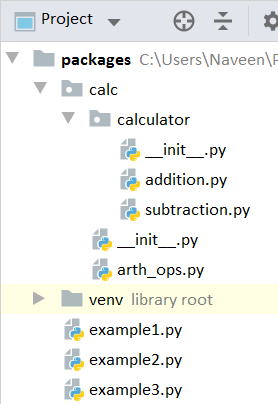 Project
packages C:\Users\Naveen\P
calc
calculator
__init__.py
addition.py
subtraction.py
__init__.py
arth_ops.py
venv library root
example1.py
example2.py
example3.py